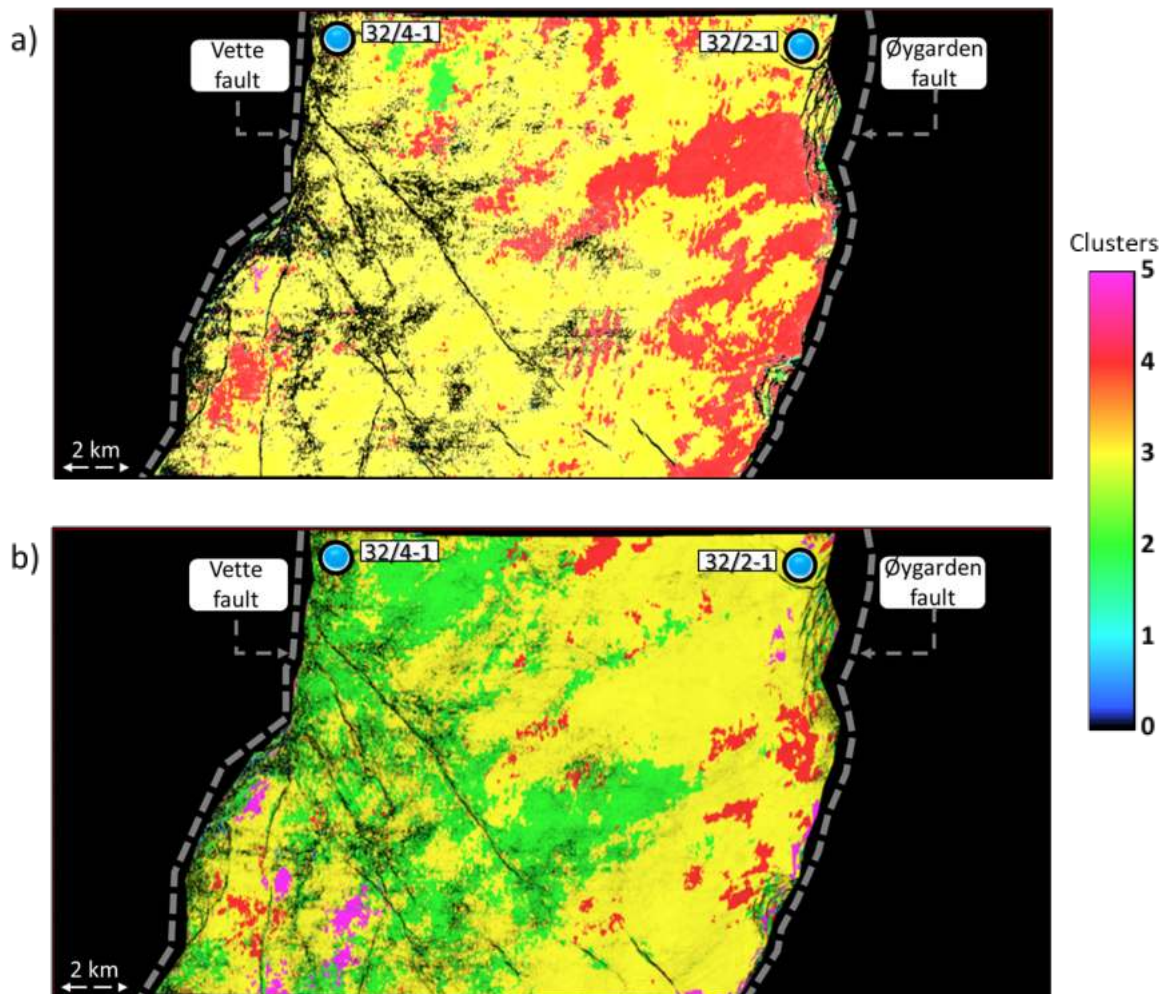 a)
Vette
fault
32/4-1
32/2-1
Øygarden
fault
2 km
Clusters
5
4
3
2
1
0
b)
Vette
fault
32/4-1
32/2-1
Øygarden
fault
2 km